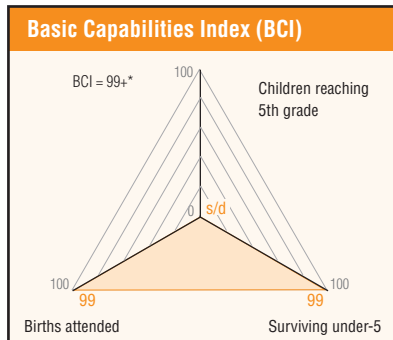 Basic Capabilities Index (BCI)
BCI = 99+*
100
Children reaching
5th grade
0
s/d
100
99
99
100
Births attended
Surviving under-5